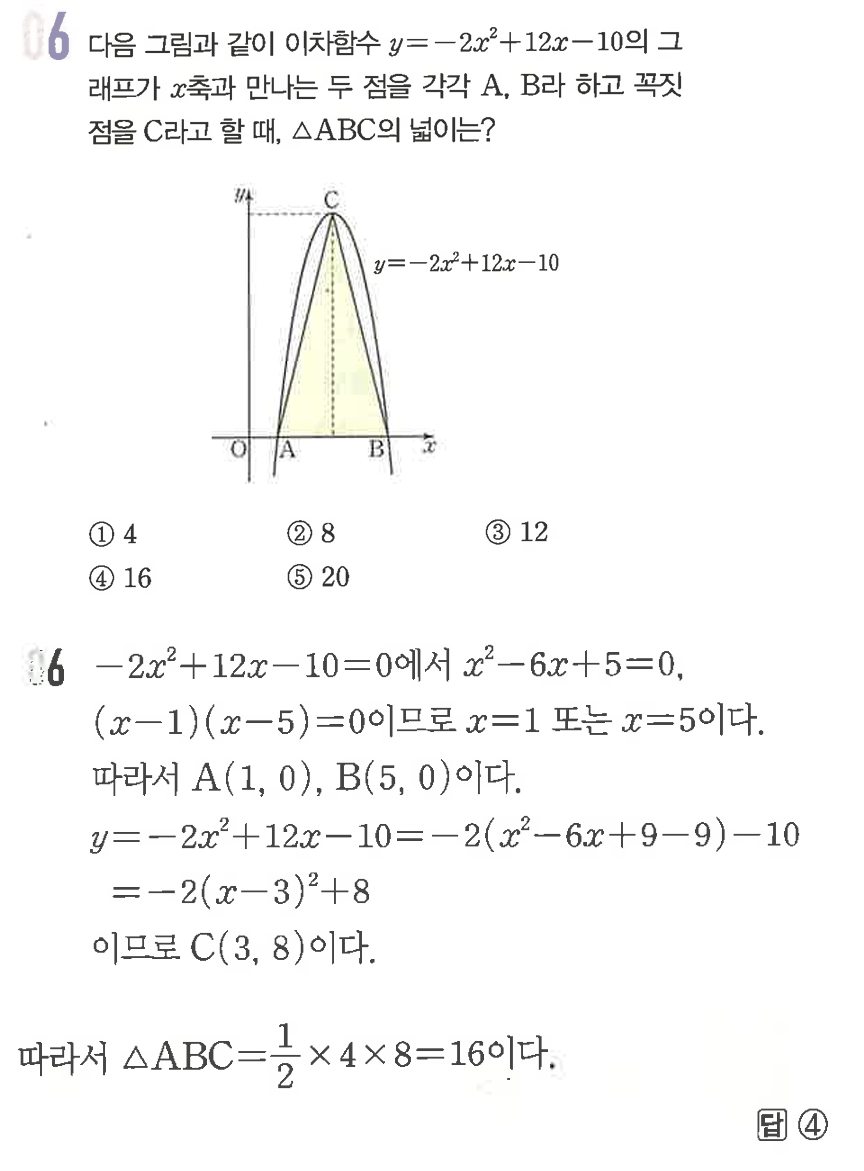 06 다음 그림과 같이 이차함수 y=-2x²+12x-10의 그
래프가 x축과 만나는 두 점을 각각 A, B라 하고 꼭짓
점을 C라고 할 때, △ABC의 넓이는?
y
C
y=-2x²+12x-10
O A B x
① 4 ② 8 ③ 12
④ 16 ⑤ 20
06 -2x²+12x-10=0에서 x²-6x+5=0,
(x-1)(x-5)=0이므로 x=1 또는 x=5이다.
따라서 A(1, 0), B(5, 0)이다.
y=-2x²+12x-10=-2(x²-6x+9-9)-10
=-2(x-3)²+8
이므로 C(3, 8)이다.
따라서 △ABC=1/2×4×8=16이다.
답 ④